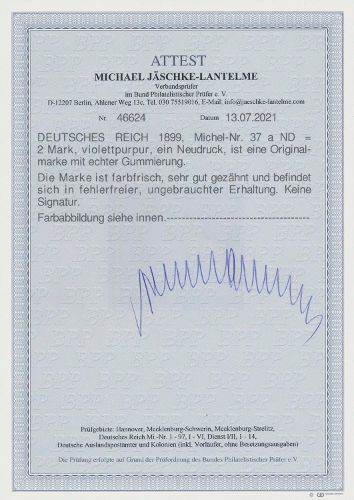 ATTEST
MICHAEL JÄSCHKE-LANTELME
Verbandsprüfer
im Bund Philatelistischer Prüfer e. V.
D-12207 Berlin, Ahlener Weg 13c, Tel. 030 75519016, E-Mail: info@jaeschke-lantelme.com
Nr. 46624 Datum 13.07.2021
DEUTSCHES REICH 1899, Michel-Nr. 37 a ND =
2 Mark, violettpurpur, ein Neudruck, ist eine Original-
marke mit echter Gummierung.
Die Marke ist farbfrisch, sehr gut gezähnt und befindet
sich in fehlerfreier, ungebrauchter Erhaltung. Keine
Signatur.
Farbabbildung siehe innen.------------------------------------
Prüfgebiete: Hannover, Mecklenburg-Schwerin, Mecklenburg-Strelitz,
Deutsches Reich Mi.-Nr. 1 - 97, I - VI, Dienst I/II, 1 - 14,
Deutsche Auslandspostämter und Kolonien (inkl. Vorläufer, ohne Besetzungsausgaben)
Die Prüfung erfolgte auf Grund der Prüfordnung des Bundes Philatelistischer Prüfer e.V.